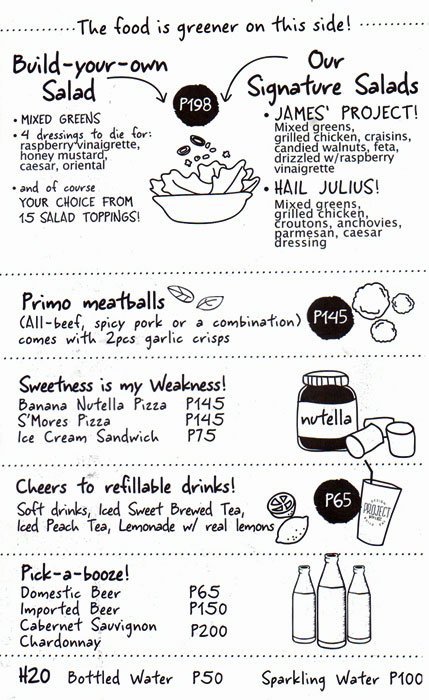 The food is greener on this side!
Build-your-own
Salad
P198
Our
Signature Salads
• MIXED GREENS
• 4 dressings to die for:
raspberry vinaigrette,
honey mustard,
caesar, oriental
• and of course
YOUR CHOICE FROM
15 SALAD TOPPINGS!
• JAMES' PROJECT!
Mixed greens,
grilled chicken, craisins,
candied walnuts, feta,
drizzled w/raspberry
vinaigrette
• HAIL JULIUS!
Mixed greens,
grilled chicken,
croutons, anchovies,
parmesan, caesar
dressing
Primo meatballs
(All-beef, spicy pork or a combination)
comes with 2pcs garlic crisps
P145
Sweetness is my Weakness!
Banana Nutella Pizza P145
S'Mores Pizza P145
Ice Cream Sandwich P75
nutella
Cheers to refillable drinks!
Soft drinks, Iced Sweet Brewed Tea,
Iced Peach Tea, Lemonade w/ real lemons
P65
PROJECT
Pick-a-booze!
Domestic Beer P65
Imported Beer P150
Cabernet Sauvignon
Chardonnay P200
H20 Bottled Water P50 Sparkling Water P100